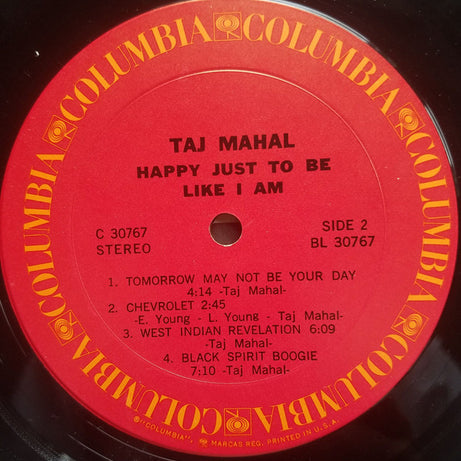 COLUMBIA COLUMBIA COLUMBIA COLUMBIA COLUMBIA COLUMBIA
TAJ MAHAL
HAPPY JUST TO BE
LIKE I AM
C 30767
STEREO
SIDE 2
BL 30767
1. TOMORROW MAY NOT BE YOUR DAY
4:14 -Taj Mahal-
2. CHEVROLET 2:45
-E. Young - L. Young - Taj Mahal-
3. WEST INDIAN REVELATION 6:09
-Taj Mahal-
4. BLACK SPIRIT BOOGIE
7:10 -Taj Mahal-
℗"COLUMBIA", MARCAS REG. PRINTED IN U.S.A.